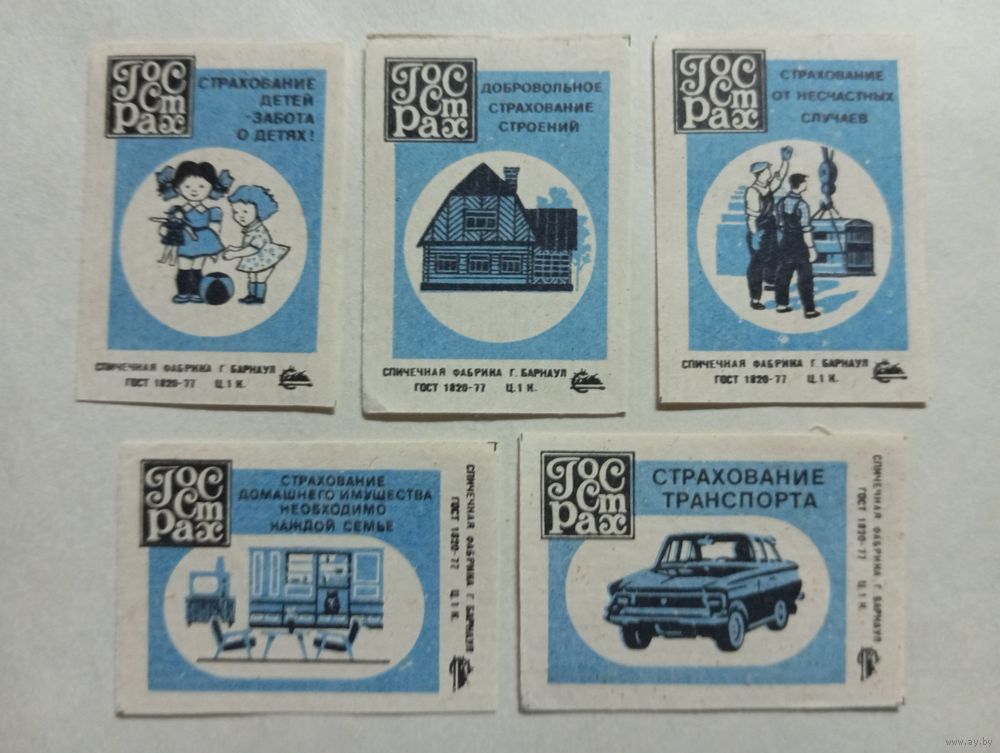 Гос
Ст
Рах
СТРАХОВАНИЕ
ДЕТЕЙ
-ЗАБОТА
О ДЕТЯХ!
СПИЧЕЧНАЯ ФАБРИКА Г. БАРНАУЛ
ГОСТ 1820-77 Ц.1 К.
Гос
Ст
Рах
ДОБРОВОЛЬНОЕ
СТРАХОВАНИЕ
СТРОЕНИЙ
СПИЧЕЧНАЯ ФАБРИКА Г. БАРНАУЛ
ГОСТ 1820-77 Ц.1 К.
Гос
Ст
Рах
СТРАХОВАНИЕ
ОТ НЕСЧАСТНЫХ
СЛУЧАЕВ
СПИЧЕЧНАЯ ФАБРИКА Г. БАРНАУЛ
ГОСТ 1820-77 Ц.1 К.
Гос
Ст
Рах
СТРАХОВАНИЕ
ДОМАШНЕГО ИМУЩЕСТВА
НЕОБХОДИМО
КАЖДОЙ СЕМЬЕ
СПИЧЕЧНАЯ ФАБРИКА Г. БАРНАУЛ
ГОСТ 1820-77 Ц.1 К.
Гос
Ст
Рах
СТРАХОВАНИЕ
ТРАНСПОРТА
СПИЧЕЧНАЯ ФАБРИКА Г. БАРНАУЛ
ГОСТ 1820-77 Ц.1 К.
www.ay.by